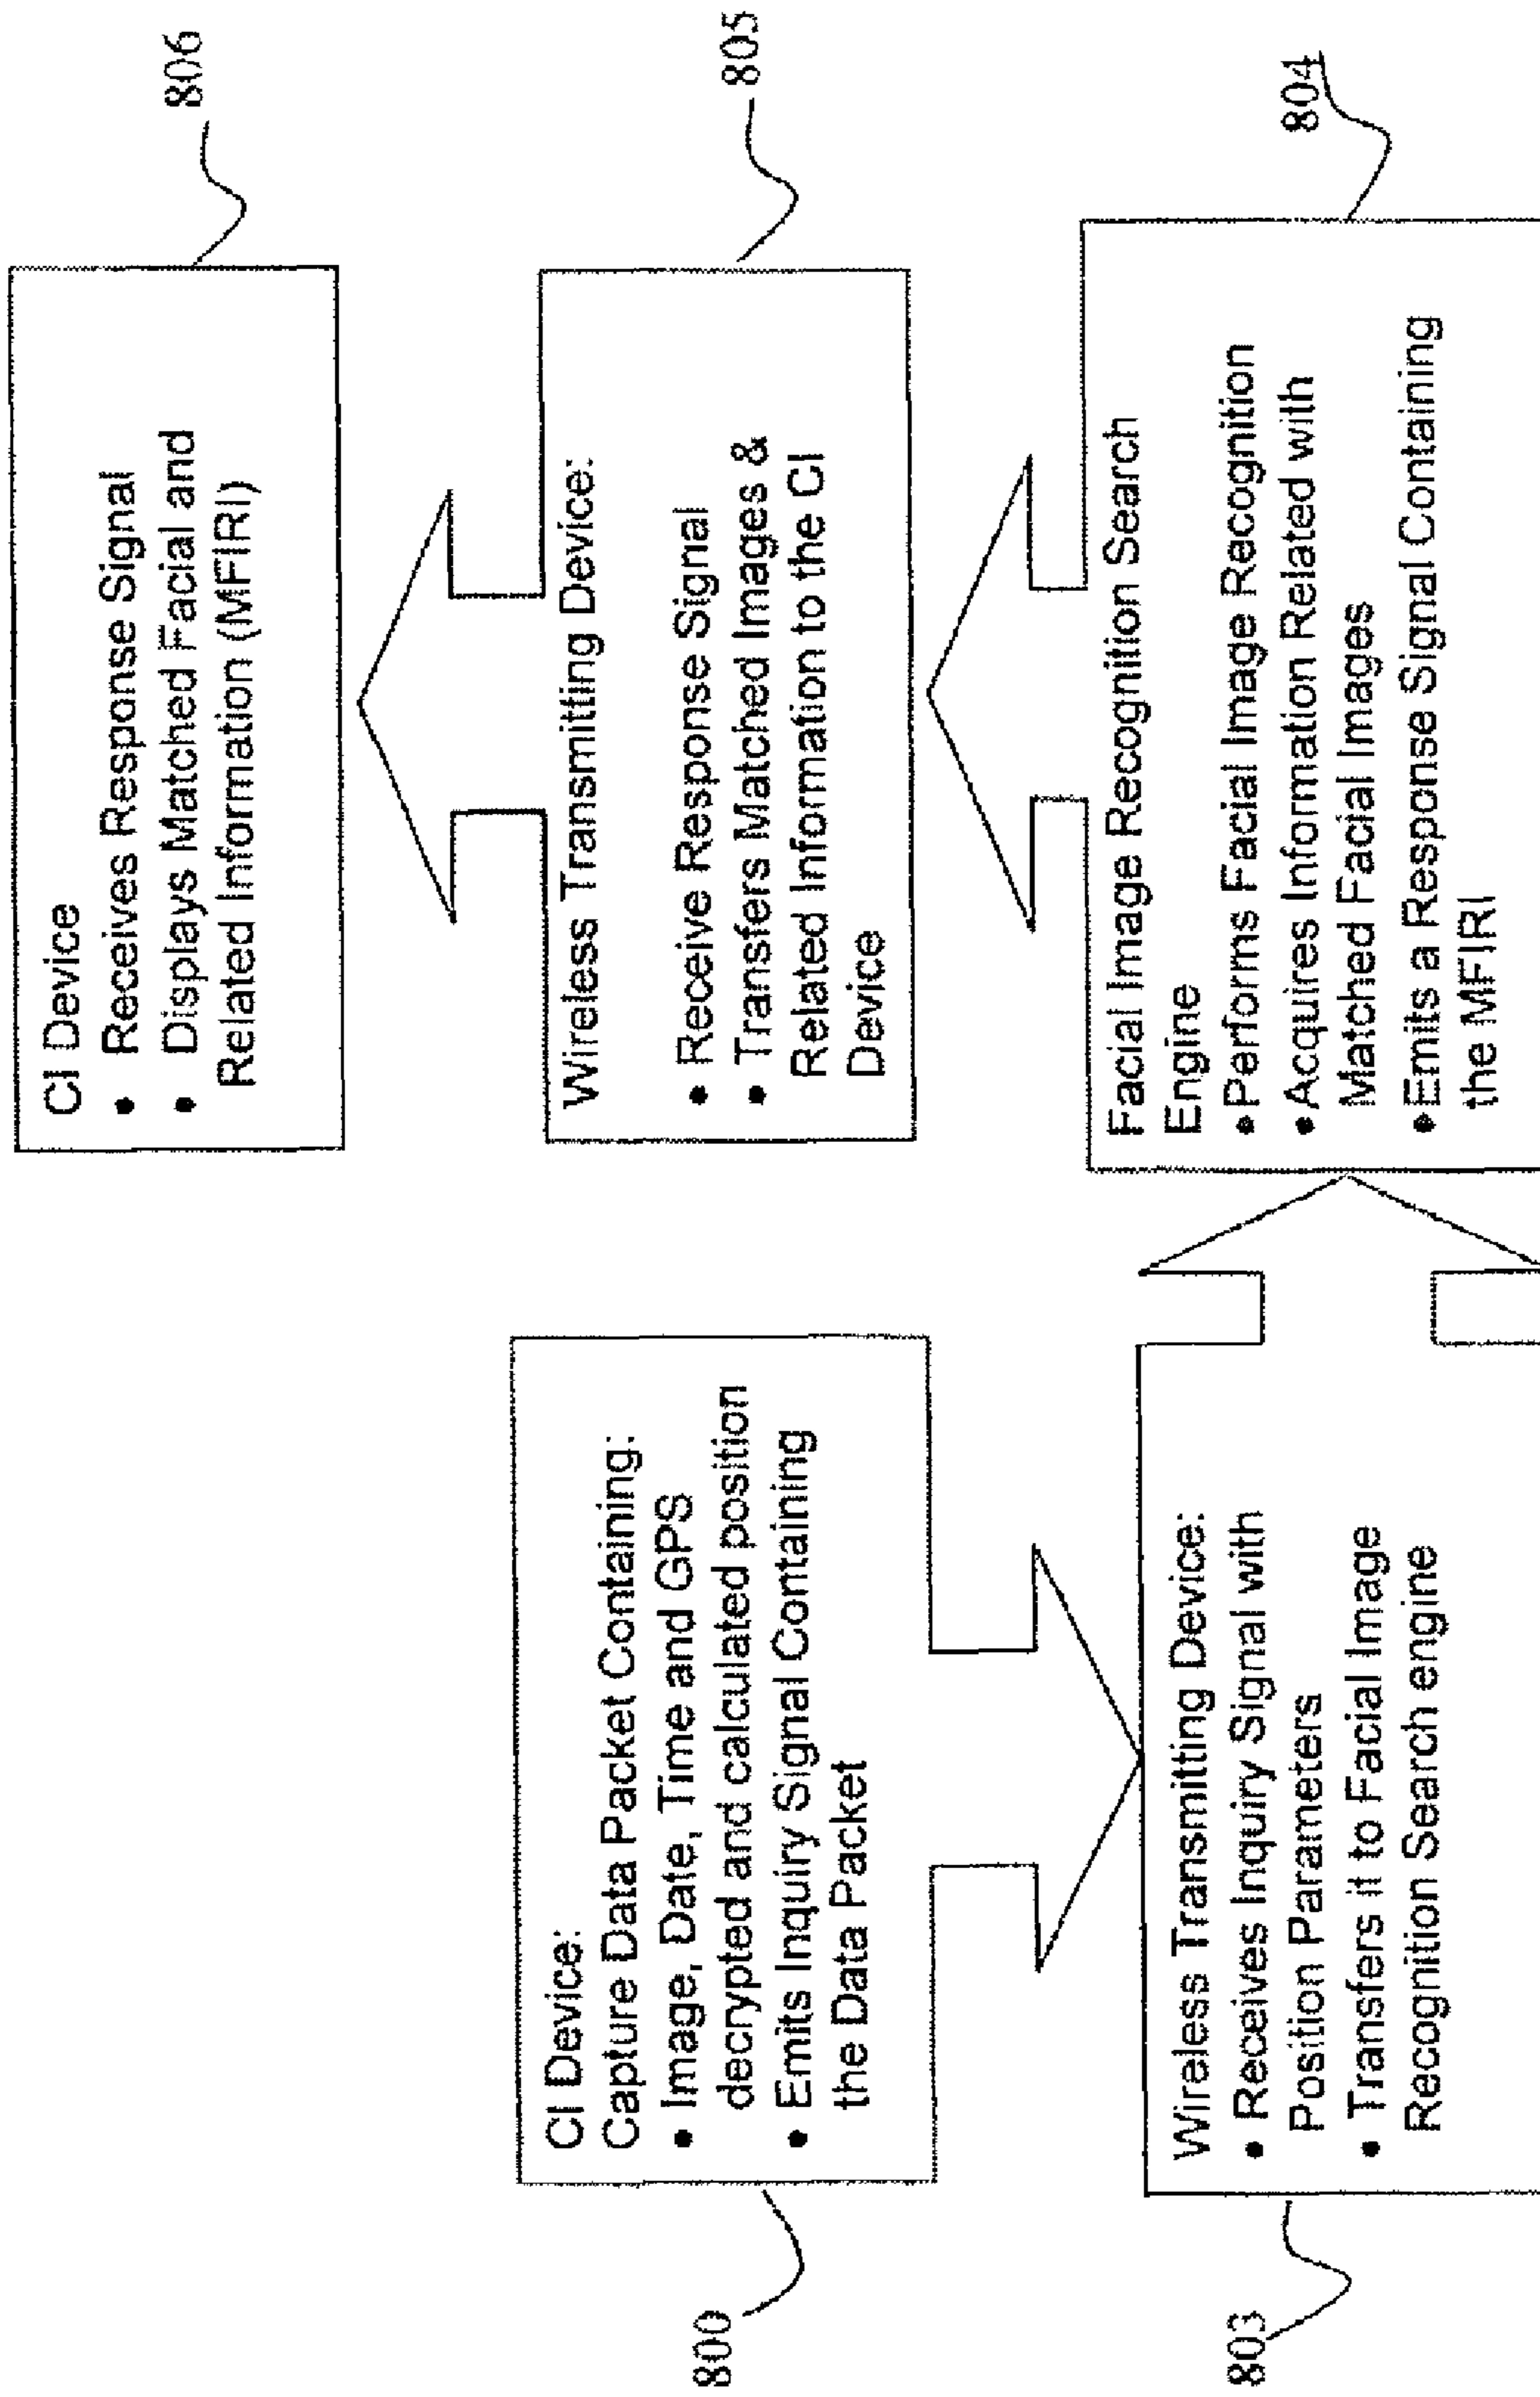 800
CI Device:
Capture Data Packet Containing:
• Image, Date, Time and GPS
decrypted and calculated position
• Emits Inquiry Signal Containing
the Data Packet
803
Wireless Transmitting Device:
• Receives Inquiry Signal with
Position Parameters
• Transfers it to Facial Image
Recognition Search engine
804
Facial Image Recognition Search
Engine
•Performs Facial Image Recognition
•Acquires Information Related with
Matched Facial Images
•Emits a Response Signal Containing
the MFIRI
805
Wireless Transmitting Device:
• Receive Response Signal
• Transfers Matched Images &
Related Information to the CI
Device
806
CI Device
• Receives Response Signal
• Displays Matched Facial and
Related Information (MFIRI)